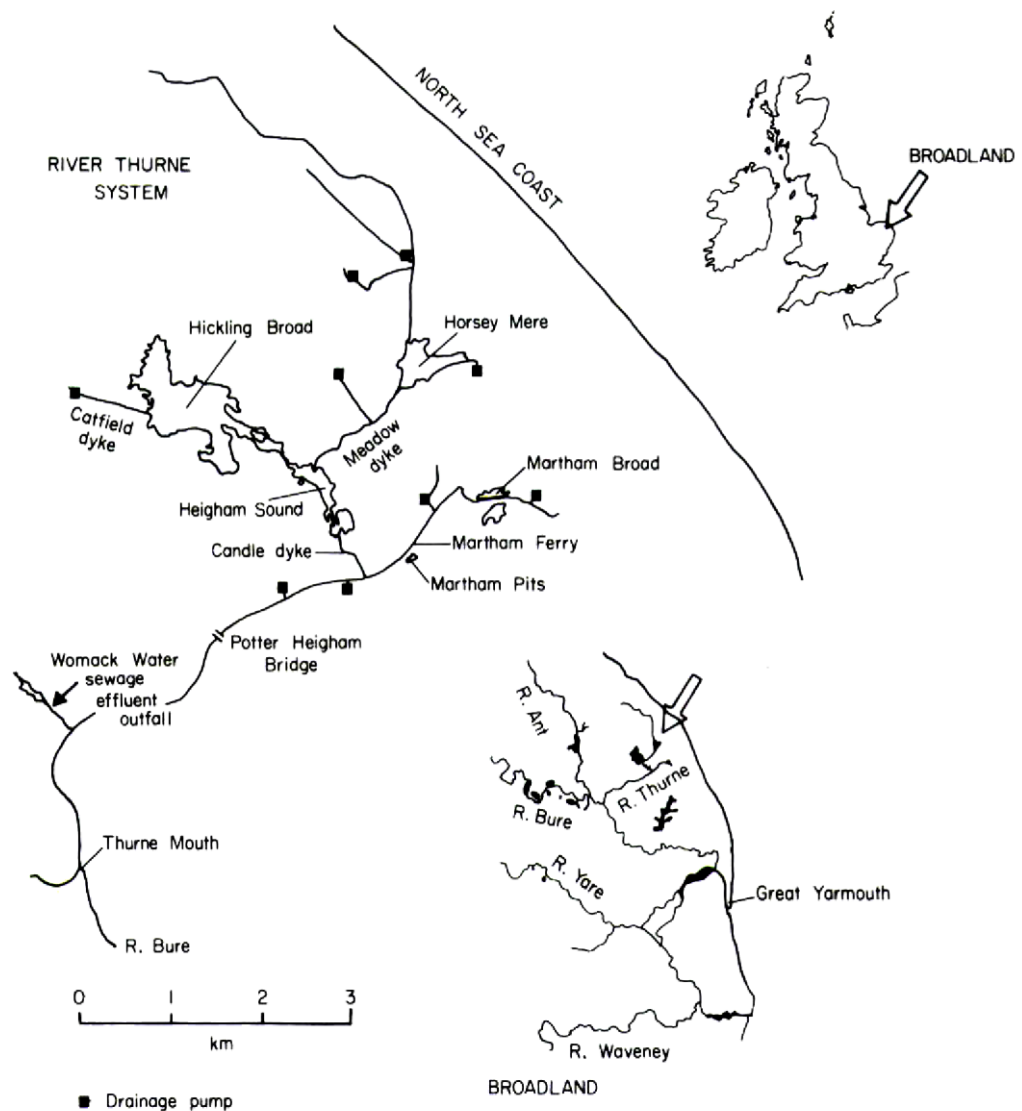 NORTH SEA COAST
RIVER THURNE
SYSTEM
BROADLAND
Hickling Broad
Horsey Mere
Catfield
dyke
Meadow
dyke
Martham Broad
Heigham Sound
Candle dyke
Martham Ferry
Martham Pits
Potter Heigham
Bridge
Womack Water
sewage
effluent
outfall
Thurne Mouth
R. Bure
0 1 2 3
km
Drainage pump
R. Ant
R. Thurne
R. Bure
R. Yare
Great Yarmouth
R. Waveney
BROADLAND